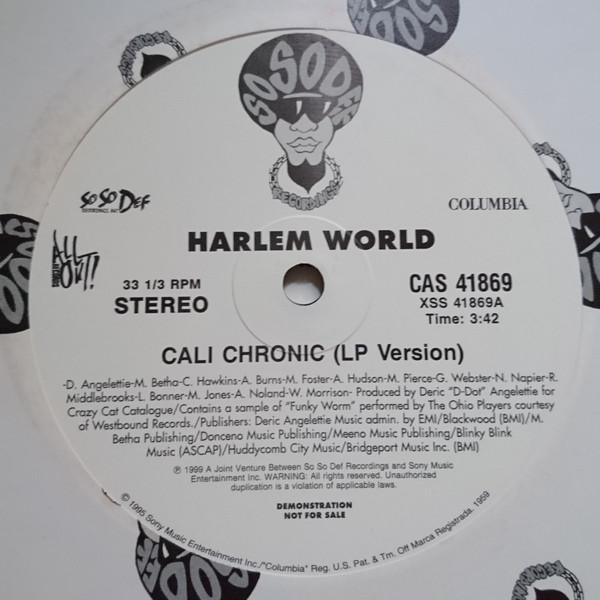 SO SO DEF
RECORDINGS
SO SO DEF
RECORDINGS, INC.
COLUMBIA
HARLEM WORLD
ALL OUT!
RECORDS
33 1/3 RPM
STEREO
CAS 41869
XSS 41869A
Time: 3:42
CALI CHRONIC (LP Version)
-D. Angelettie-M. Betha-C. Hawkins-A. Burns-M. Foster-A. Hudson-M. Pierce-G. Webster-N. Napier-R.
Middlebrooks-L. Bonner-M. Jones-A. Noland-W. Morrison- Produced by Deric "D-Dot" Angelettie for
Crazy Cat Catalogue/Contains a sample of "Funky Worm" performed by The Ohio Players courtesy
of Westbound Records./Publishers: Deric Angelettie Music admin. by EMI/Blackwood (BMI)/M.
Betha Publishing/Donceno Music Publishing/Meeno Music Publishing/Blinky Blink
Music (ASCAP)/Huddycomb City Music/Bridgeport Music Inc. (BMI)
℗ 1999 A Joint Venture Between So So Def Recordings and Sony Music
Entertainment Inc. WARNING: All rights reserved. Unauthorized
duplication is a violation of applicable laws.
DEMONSTRATION
NOT FOR SALE
© 1995 Sony Music Entertainment Inc./"Columbia" Reg. U.S. Pat. & Tm. Off Marca Registrada. 1959